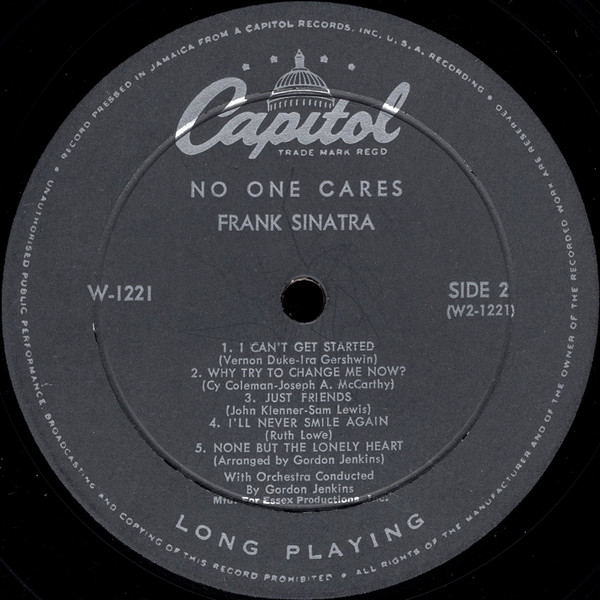 RECORD PRESSED IN JAMAICA FROM A CAPITOL RECORDS, INC. U.S.A. RECORDING •
Capitol
TRADE MARK REGD
NO ONE CARES
FRANK SINATRA
W-1221
SIDE 2
(W2-1221)
1. I CAN'T GET STARTED
(Vernon Duke-Ira Gershwin)
2. WHY TRY TO CHANGE ME NOW?
(Cy Coleman-Joseph A. McCarthy)
3. JUST FRIENDS
(John Klenner-Sam Lewis)
4. I'LL NEVER SMILE AGAIN
(Ruth Lowe)
5. NONE BUT THE LONELY HEART
(Arranged by Gordon Jenkins)
With Orchestra Conducted
By Gordon Jenkins
Mfd. For Essex Productions, Inc.
LONG PLAYING
• ALL RIGHTS OF THE MANUFACTURER AND OF THE OWNER OF THE RECORDED WORK ARE RESERVED •
UNAUTHORISED PUBLIC PERFORMANCE, BROADCASTING AND COPYING OF THIS RECORD PROHIBITED